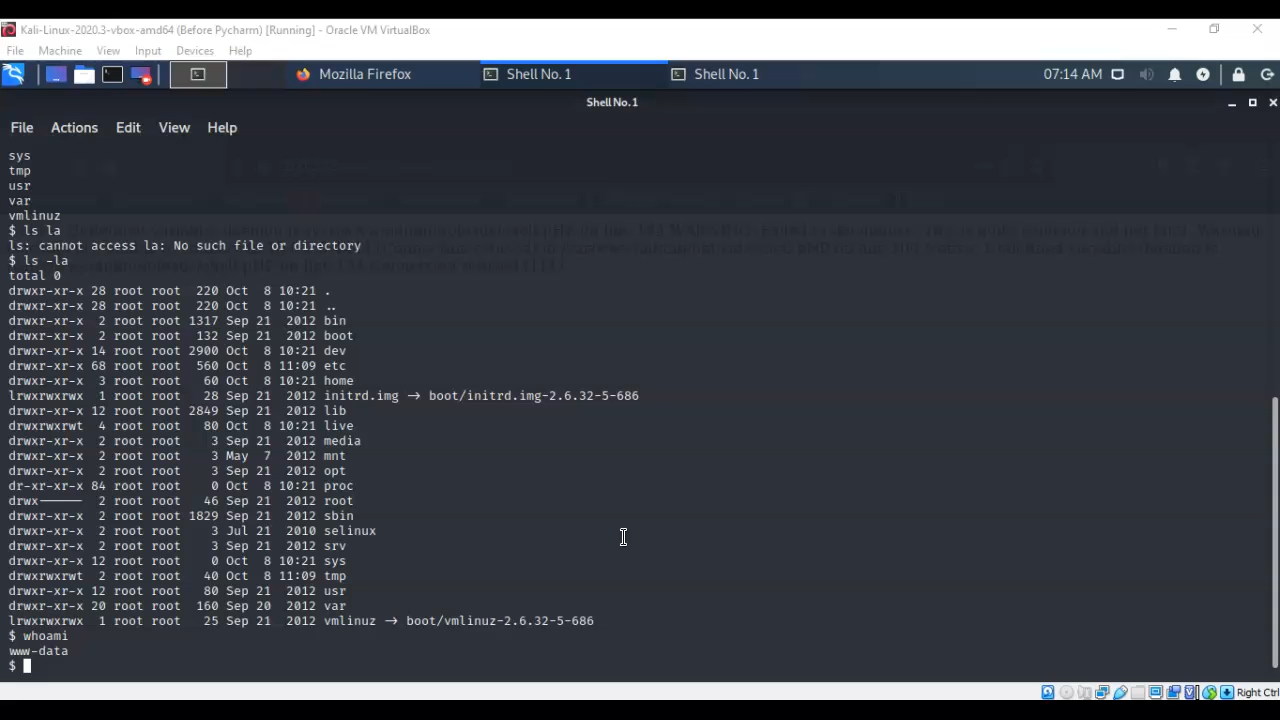 Kali-Linux-2020.3-vbox-amd64 (Before Pycharm) [Running] - Oracle VM VirtualBox
File Machine View Input Devices Help
Mozilla Firefox Shell No. 1 Shell No. 1 07:14 AM
Shell No. 1
File Actions Edit View Help
sys
tmp
usr
var
vmlinuz
$ ls la
ls: cannot access la: No such file or directory
$ ls -la
total 0
drwxr-xr-x 28 root root 220 Oct 8 10:21 .
drwxr-xr-x 28 root root 220 Oct 8 10:21 ..
drwxr-xr-x 2 root root 1317 Sep 21 2012 bin
drwxr-xr-x 2 root root 132 Sep 21 2012 boot
drwxr-xr-x 14 root root 2900 Oct 8 10:21 dev
drwxr-xr-x 68 root root 560 Oct 8 11:09 etc
drwxr-xr-x 3 root root 60 Oct 8 10:21 home
lrwxrwxrwx 1 root root 28 Sep 21 2012 initrd.img → boot/initrd.img-2.6.32-5-686
drwxr-xr-x 12 root root 2849 Sep 21 2012 lib
drwxrwxrwt 4 root root 80 Oct 8 10:21 live
drwxr-xr-x 2 root root 3 Sep 21 2012 media
drwxr-xr-x 2 root root 3 May 7 2012 mnt
drwxr-xr-x 2 root root 3 Sep 21 2012 opt
dr-xr-xr-x 84 root root 0 Oct 8 10:21 proc
drwx------ 2 root root 46 Sep 21 2012 root
drwxr-xr-x 2 root root 1829 Sep 21 2012 sbin
drwxr-xr-x 2 root root 3 Jul 21 2010 selinux
drwxr-xr-x 2 root root 3 Sep 21 2012 srv
drwxr-xr-x 12 root root 0 Oct 8 10:21 sys
drwxrwxrwt 2 root root 40 Oct 8 11:09 tmp
drwxr-xr-x 12 root root 80 Sep 21 2012 usr
drwxr-xr-x 20 root root 160 Sep 20 2012 var
lrwxrwxrwx 1 root root 25 Sep 21 2012 vmlinuz → boot/vmlinuz-2.6.32-5-686
$ whoami
www-data
$
Right Ctrl